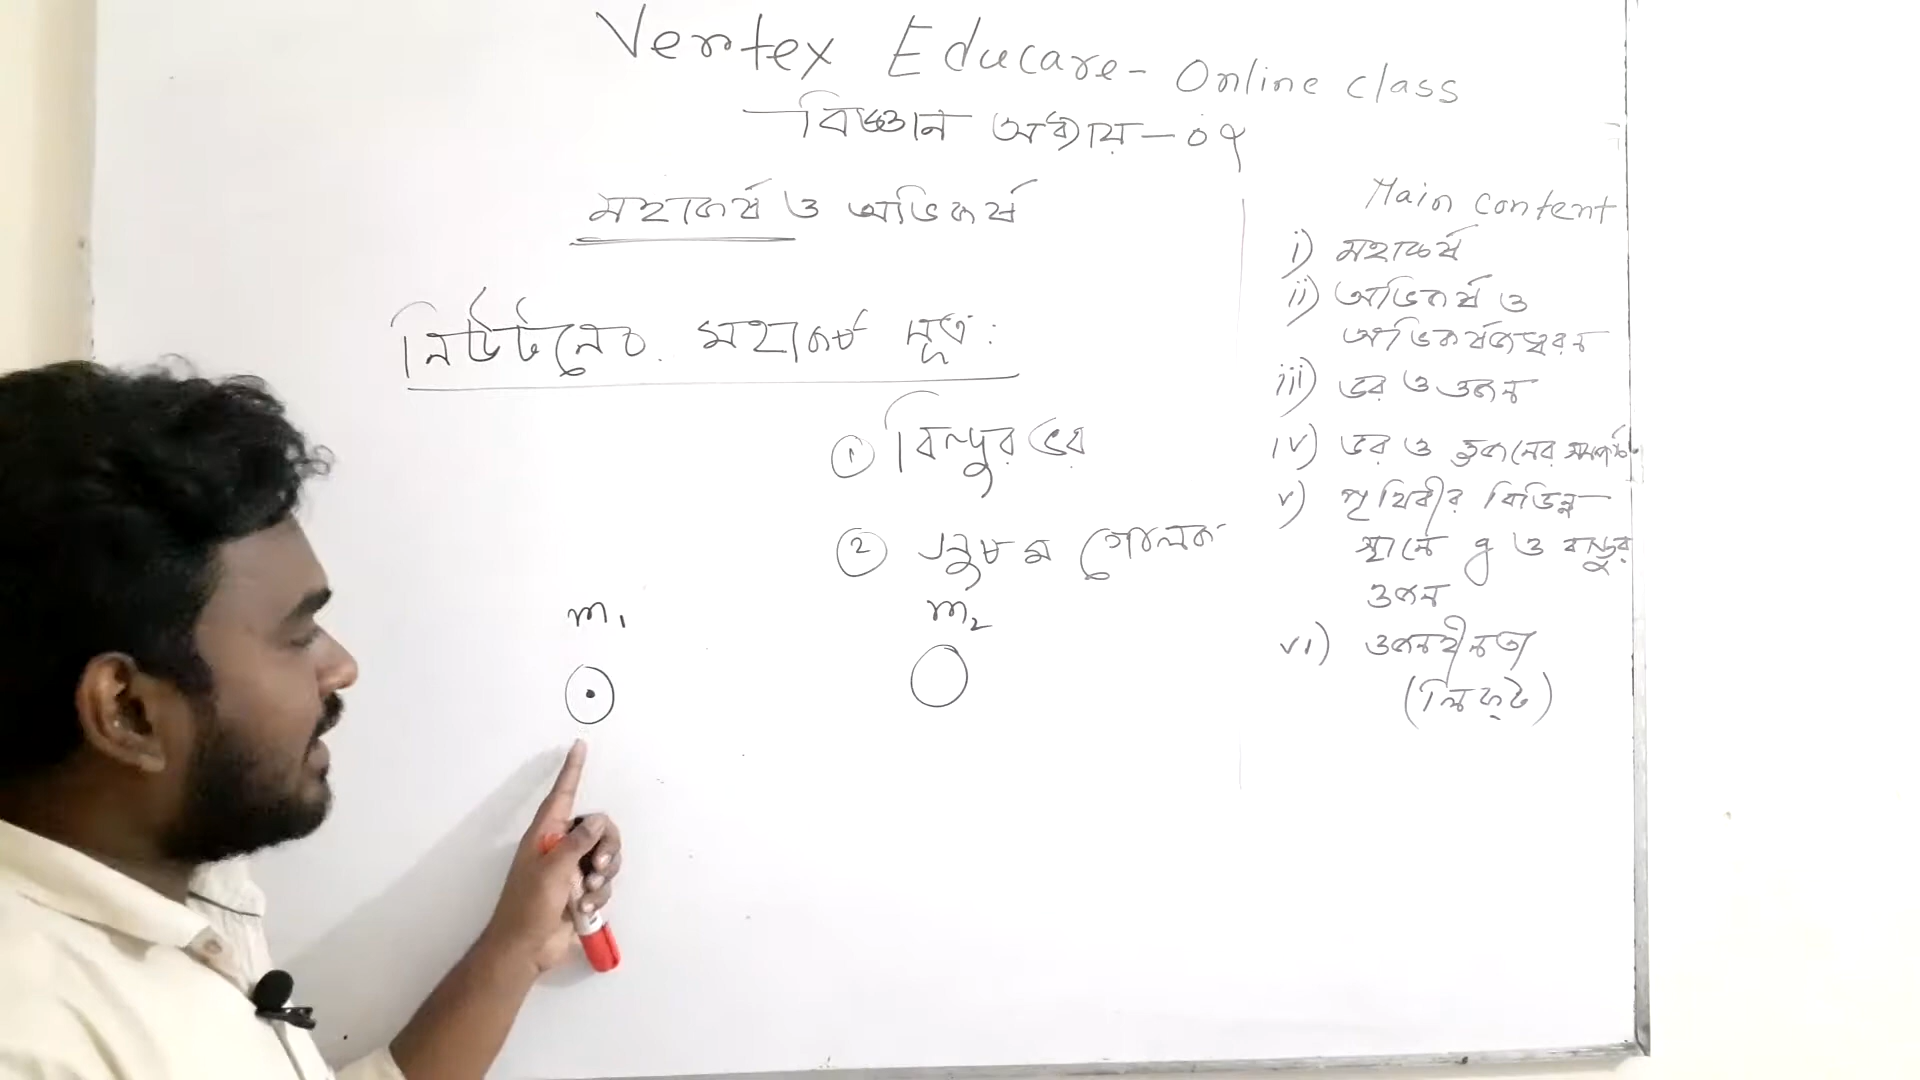 Vertex Educare - Online class
বিজ্ঞান অধ্যায় - ০৭
মহাকর্ষ ও অভিকর্ষ
নিউটনের মহাকর্ষ সূত্র :
① বিন্দুর ভর
② সুষম গোলক
m₁
m₂
Main content
i) মহাকর্ষ
ii) অভিকর্ষ ও
অভিকর্ষজ ত্বরন
iii) ভর ও ওজন
iv) ভর ও ওজনের সম্পর্ক
v) পৃথিবীর বিভিন্ন
স্থানে g ও বস্তুর
ওজন
vi) ওজনহীনতা
(লিফ্ট)